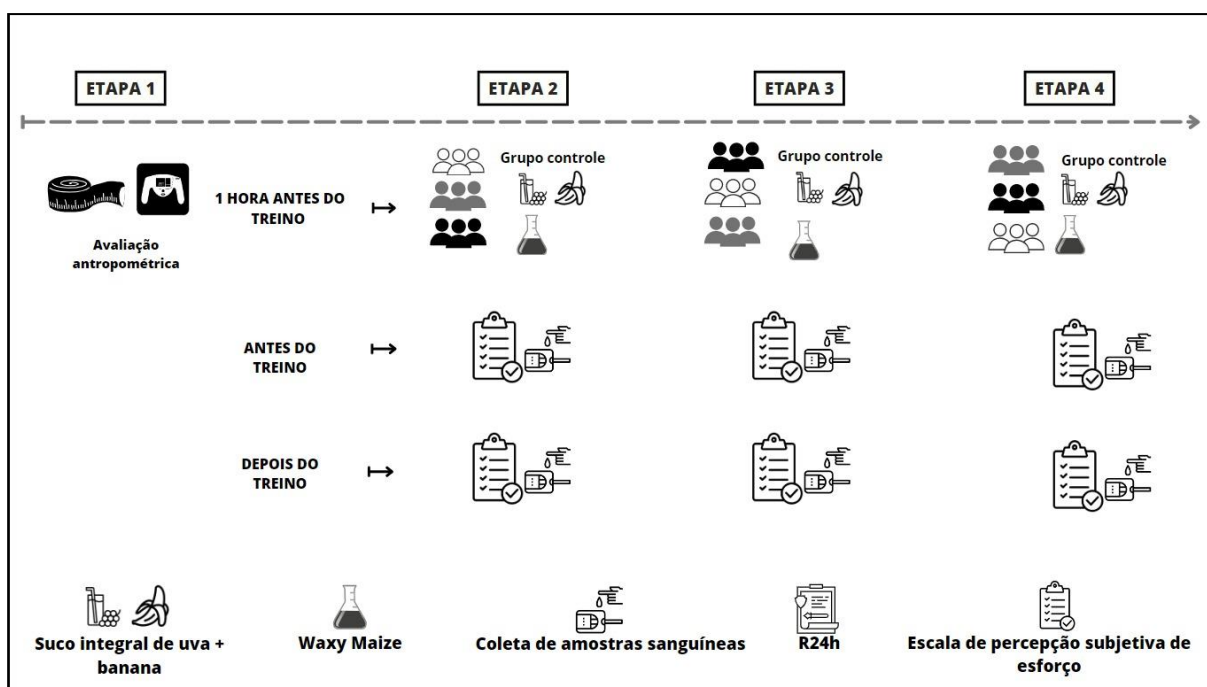 ETAPA 1
ETAPA 2
ETAPA 3
ETAPA 4
1 HORA ANTES DO
TREINO
Grupo controle
Grupo controle
Grupo controle
Avaliação
antropométrica
ANTES DO
TREINO
DEPOIS DO
TREINO
Suco integral de uva +
banana
Waxy Maize
Coleta de amostras sanguíneas
R24h
Escala de percepção subjetiva de
esforço